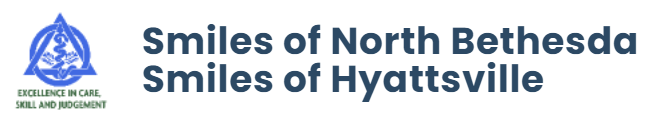 Smiles of North Bethesda
Smiles of Hyattsville
EXCELLENCE IN CARE,
SKILL AND JUDGEMENT